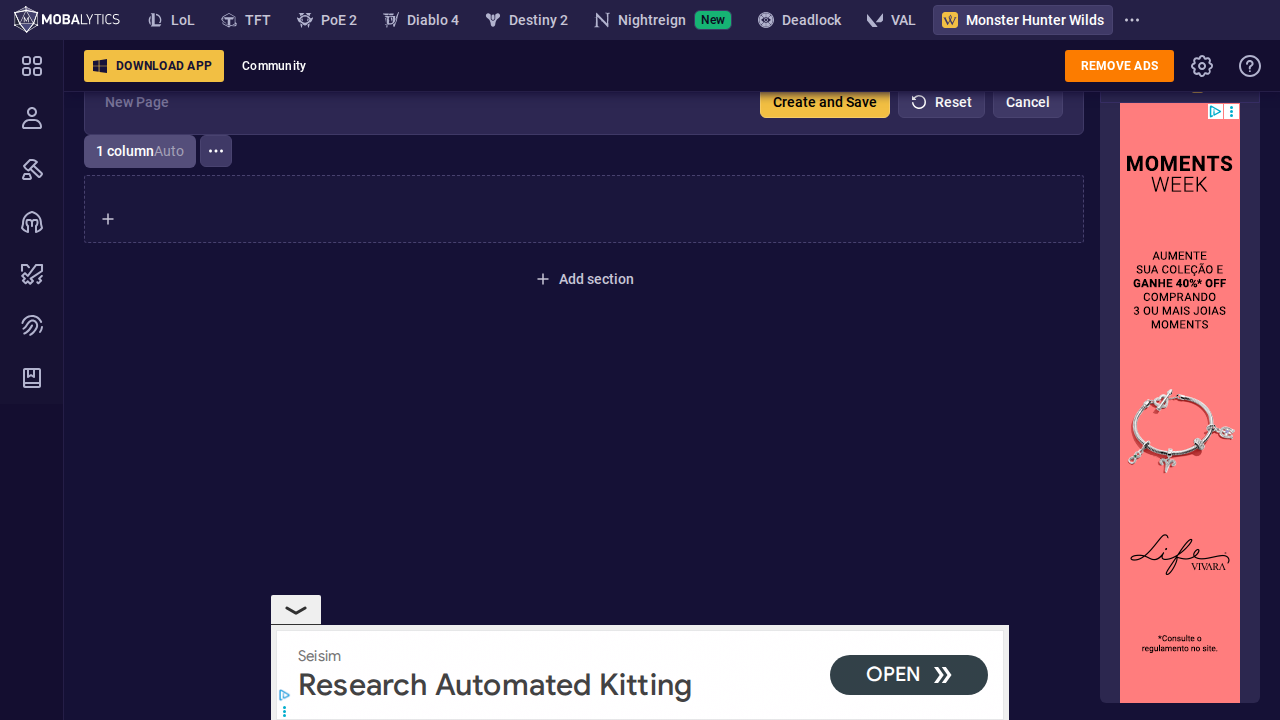 MOBALYTICS
LoL
TFT
PoE 2
Diablo 4
Destiny 2
Nightreign New
Deadlock
VAL
Monster Hunter Wilds
DOWNLOAD APP
Community
REMOVE ADS
New Page
Create and Save
Reset
Cancel
1 column Auto
Add section
MOMENTS
WEEK
AUMENTE
SUA COLEÇÃO E
GANHE 40%* OFF
COMPRANDO
3 OU MAIS JOIAS
MOMENTS
Life
VIVARA
*Consulte o
regulamento no site.
Seisim
Research Automated Kitting
OPEN